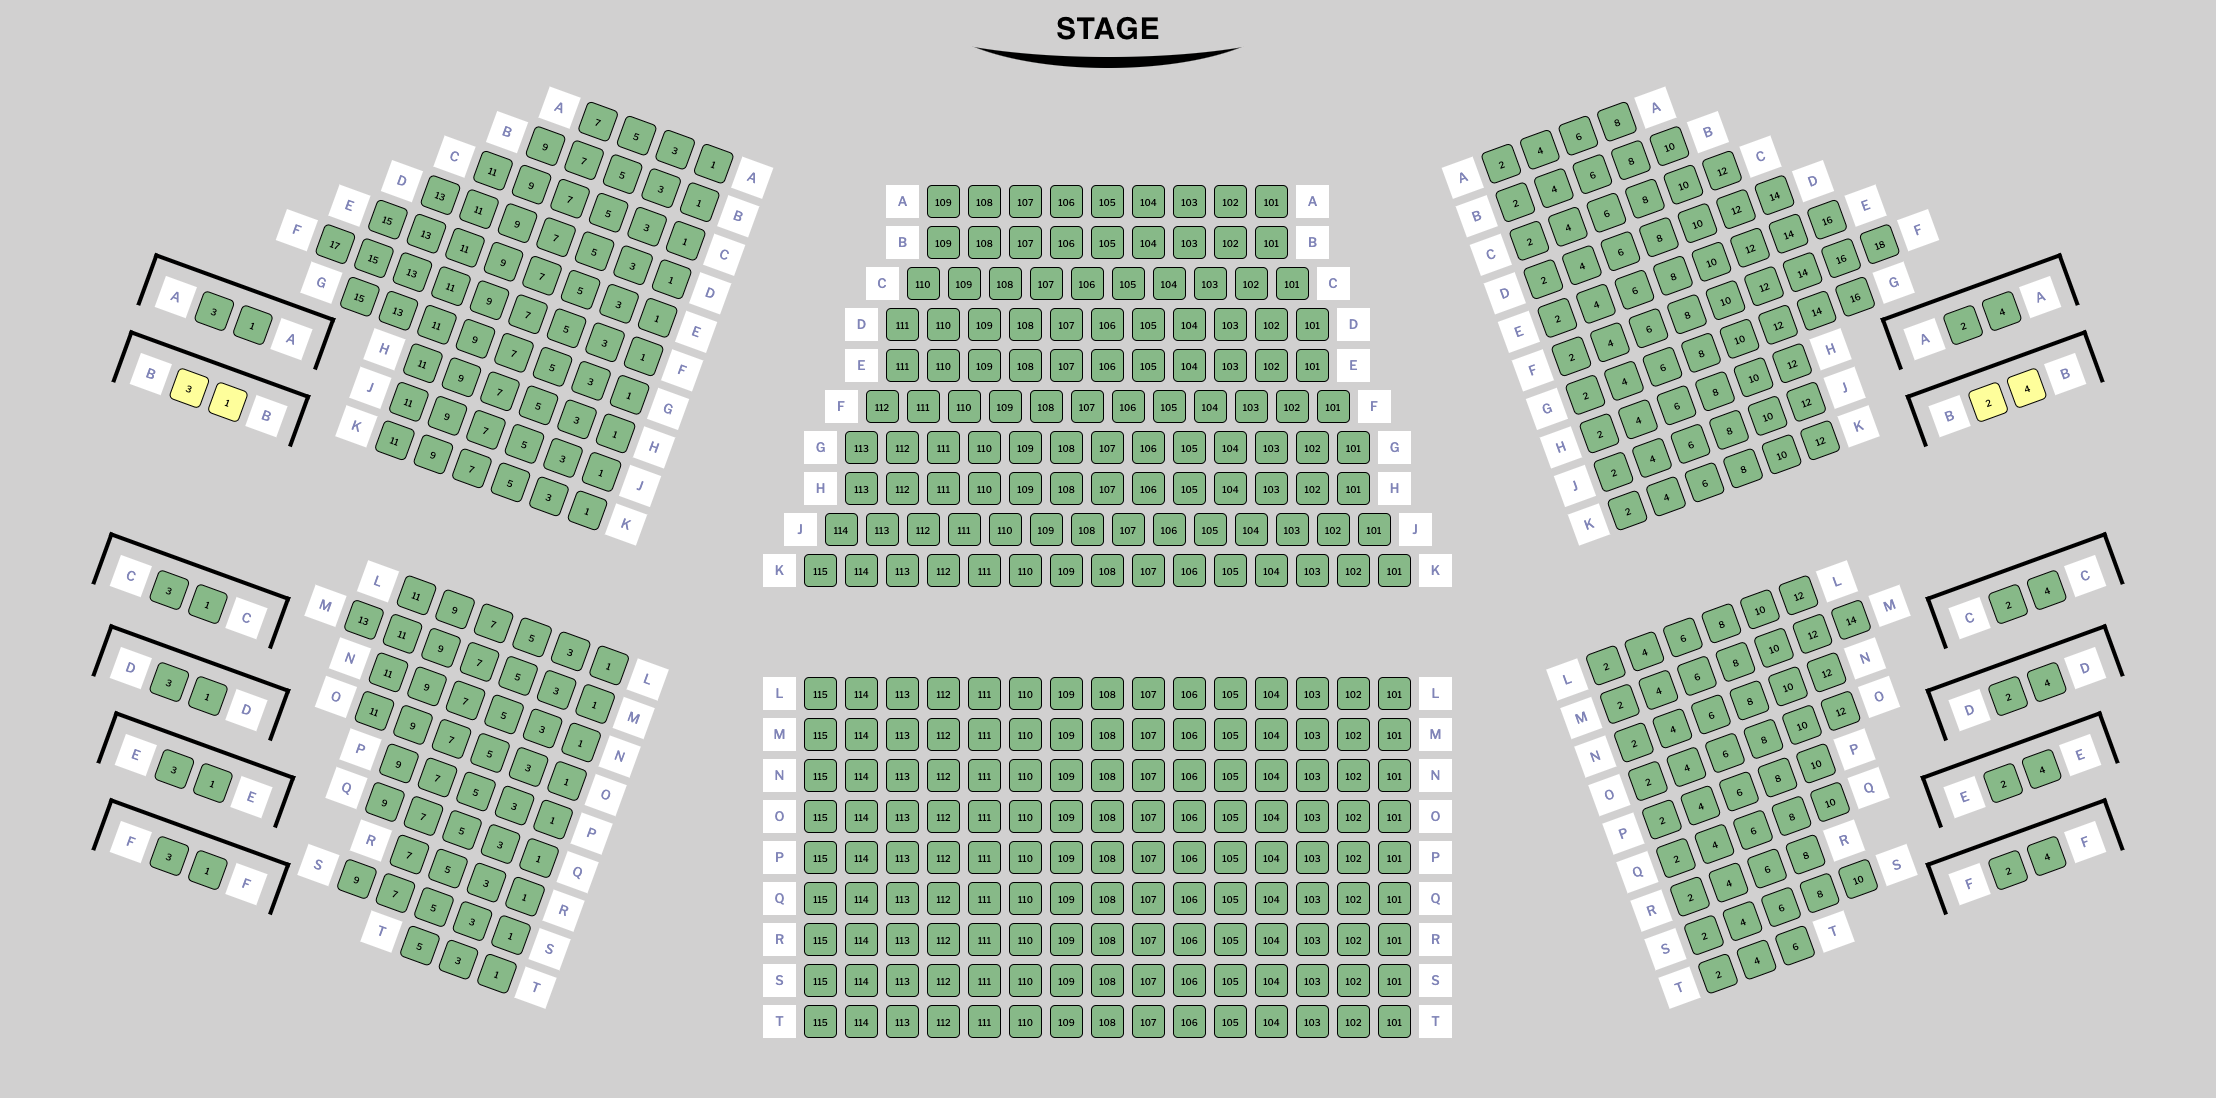 STAGE
A 7 5 3 1 A
B 9 7 5 3 1 B
C 11 9 7 5 3 1 C
D 13 11 9 7 5 3 1 D
E 15 13 11 9 7 5 3 1 E
F 17 15 13 11 9 7 5 3 1 F
G 15 13 11 9 7 5 3 1 G
H 11 9 7 5 3 1 H
J 11 9 7 5 3 1 J
K 11 9 7 5 3 1 K
A 3 1 A
B 3 1 B
A 109 108 107 106 105 104 103 102 101 A
B 109 108 107 106 105 104 103 102 101 B
C 110 109 108 107 106 105 104 103 102 101 C
D 111 110 109 108 107 106 105 104 103 102 101 D
E 111 110 109 108 107 106 105 104 103 102 101 E
F 112 111 110 109 108 107 106 105 104 103 102 101 F
G 113 112 111 110 109 108 107 106 105 104 103 102 101 G
H 113 112 111 110 109 108 107 106 105 104 103 102 101 H
J 114 113 112 111 110 109 108 107 106 105 104 103 102 101 J
K 115 114 113 112 111 110 109 108 107 106 105 104 103 102 101 K
A 2 4 6 8 A
B 2 4 6 8 10 B
C 2 4 6 8 10 12 C
D 2 4 6 8 10 12 14 D
E 2 4 6 8 10 12 14 16 E
F 2 4 6 8 10 12 14 16 18 F
G 2 4 6 8 10 12 14 16 G
H 2 4 6 8 10 12 H
J 2 4 6 8 10 12 J
K 2 4 6 8 10 12 K
A 2 4 A
B 2 4 B
C 3 1 C
D 3 1 D
E 3 1 E
F 3 1 F
L 11 9 7 5 3 1 L
M 13 11 9 7 5 3 1 M
N 11 9 7 5 3 1 N
O 11 9 7 5 3 1 O
P 9 7 5 3 1 P
Q 9 7 5 3 1 Q
R 7 5 3 1 R
S 9 7 5 3 1 S
T 5 3 1 T
L 115 114 113 112 111 110 109 108 107 106 105 104 103 102 101 L
M 115 114 113 112 111 110 109 108 107 106 105 104 103 102 101 M
N 115 114 113 112 111 110 109 108 107 106 105 104 103 102 101 N
O 115 114 113 112 111 110 109 108 107 106 105 104 103 102 101 O
P 115 114 113 112 111 110 109 108 107 106 105 104 103 102 101 P
Q 115 114 113 112 111 110 109 108 107 106 105 104 103 102 101 Q
R 115 114 113 112 111 110 109 108 107 106 105 104 103 102 101 R
S 115 114 113 112 111 110 109 108 107 106 105 104 103 102 101 S
T 115 114 113 112 111 110 109 108 107 106 105 104 103 102 101 T
L 2 4 6 8 10 12 L
M 2 4 6 8 10 12 14 M
N 2 4 6 8 10 12 N
O 2 4 6 8 10 12 O
P 2 4 6 8 10 P
Q 2 4 6 8 10 Q
R 2 4 6 8 R
S 2 4 6 8 10 S
T 2 4 6 T
C 2 4 C
D 2 4 D
E 2 4 E
F 2 4 F